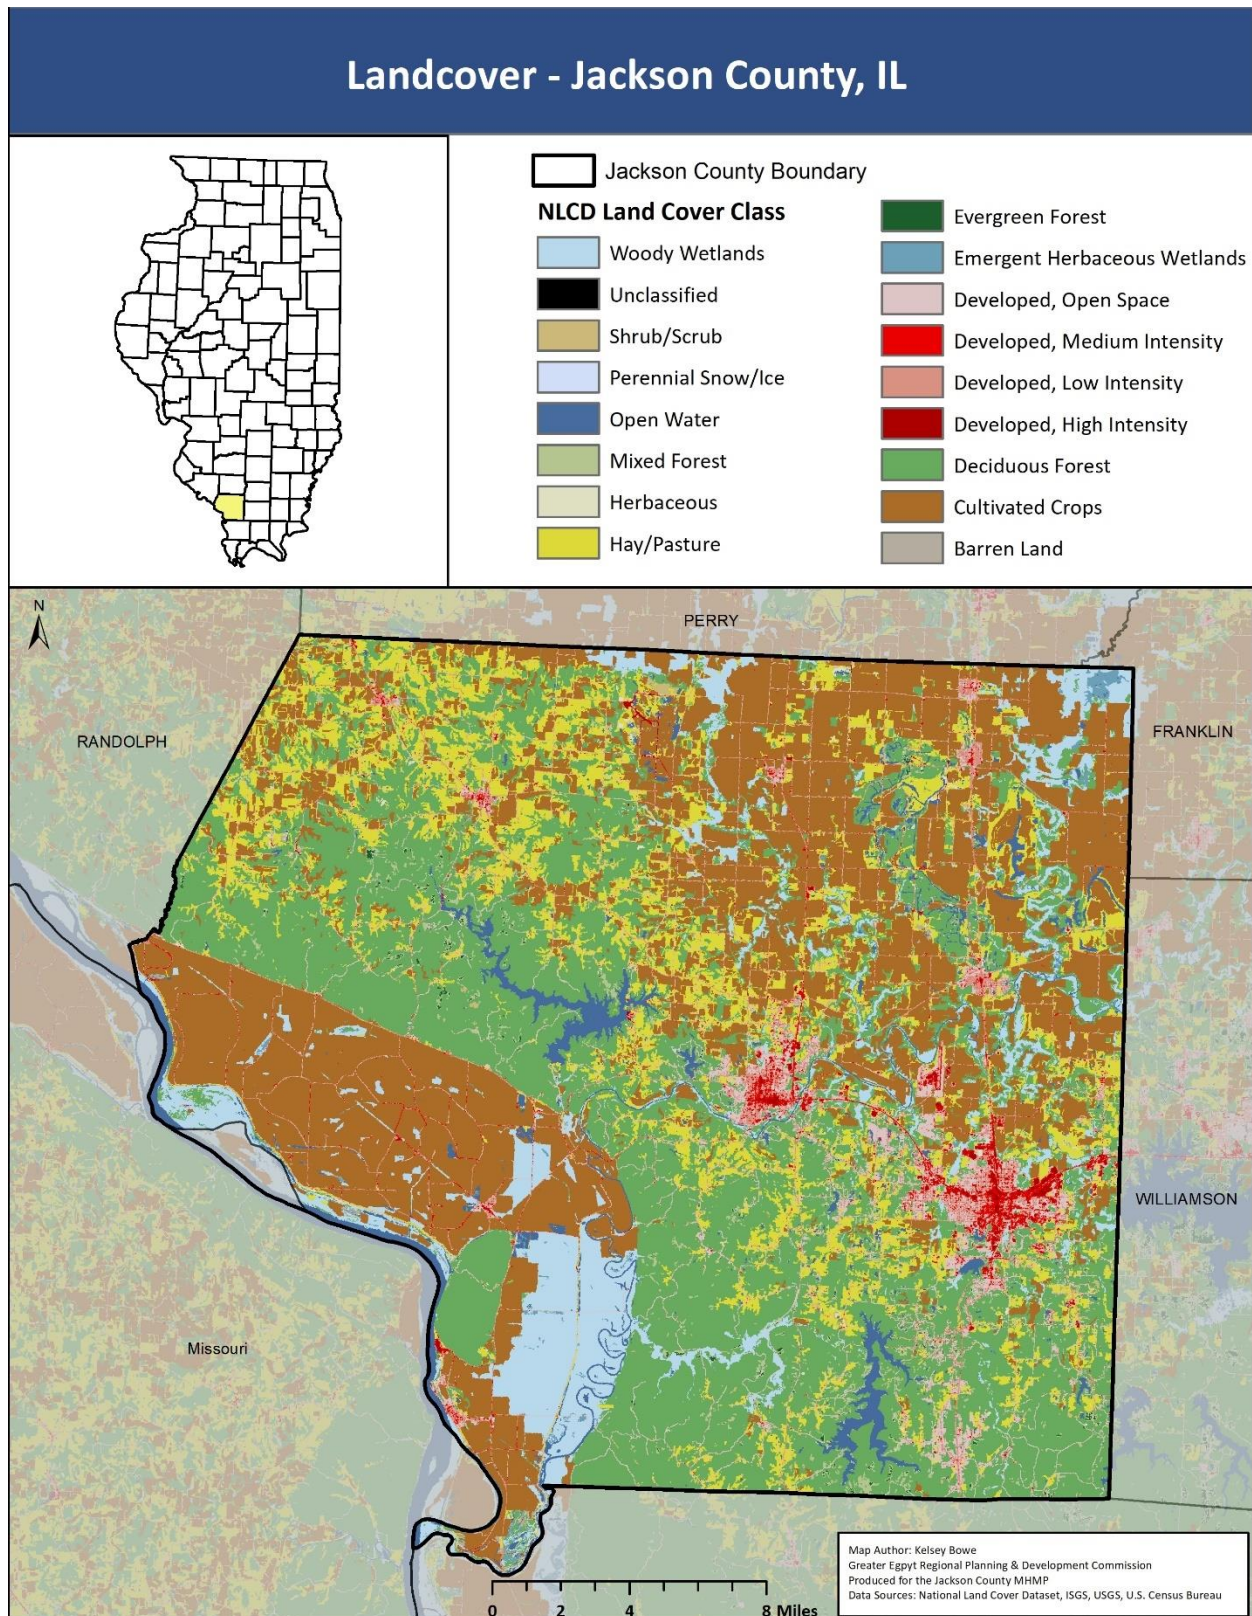 Landcover - Jackson County, IL
Jackson County Boundary
NLCD Land Cover Class
Woody Wetlands
Unclassified
Shrub/Scrub
Perennial Snow/Ice
Open Water
Mixed Forest
Herbaceous
Hay/Pasture
Evergreen Forest
Emergent Herbaceous Wetlands
Developed, Open Space
Developed, Medium Intensity
Developed, Low Intensity
Developed, High Intensity
Deciduous Forest
Cultivated Crops
Barren Land
N
PERRY
RANDOLPH
FRANKLIN
WILLIAMSON
Missouri
0 2 4 8 Miles
Map Author: Kelsey Bowe
Greater Egpyt Regional Planning & Development Commission
Produced for the Jackson County MHMP
Data Sources: National Land Cover Dataset, ISGS, USGS, U.S. Census Bureau